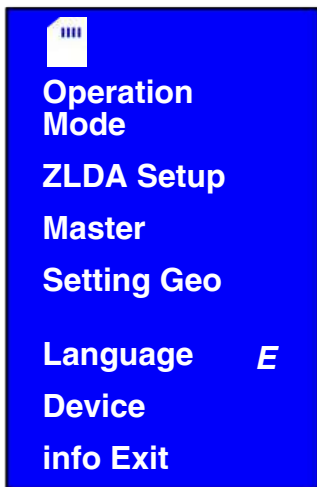 Operation
Mode
ZLDA Setup
Master
Setting Geo
Language E
Device
info Exit